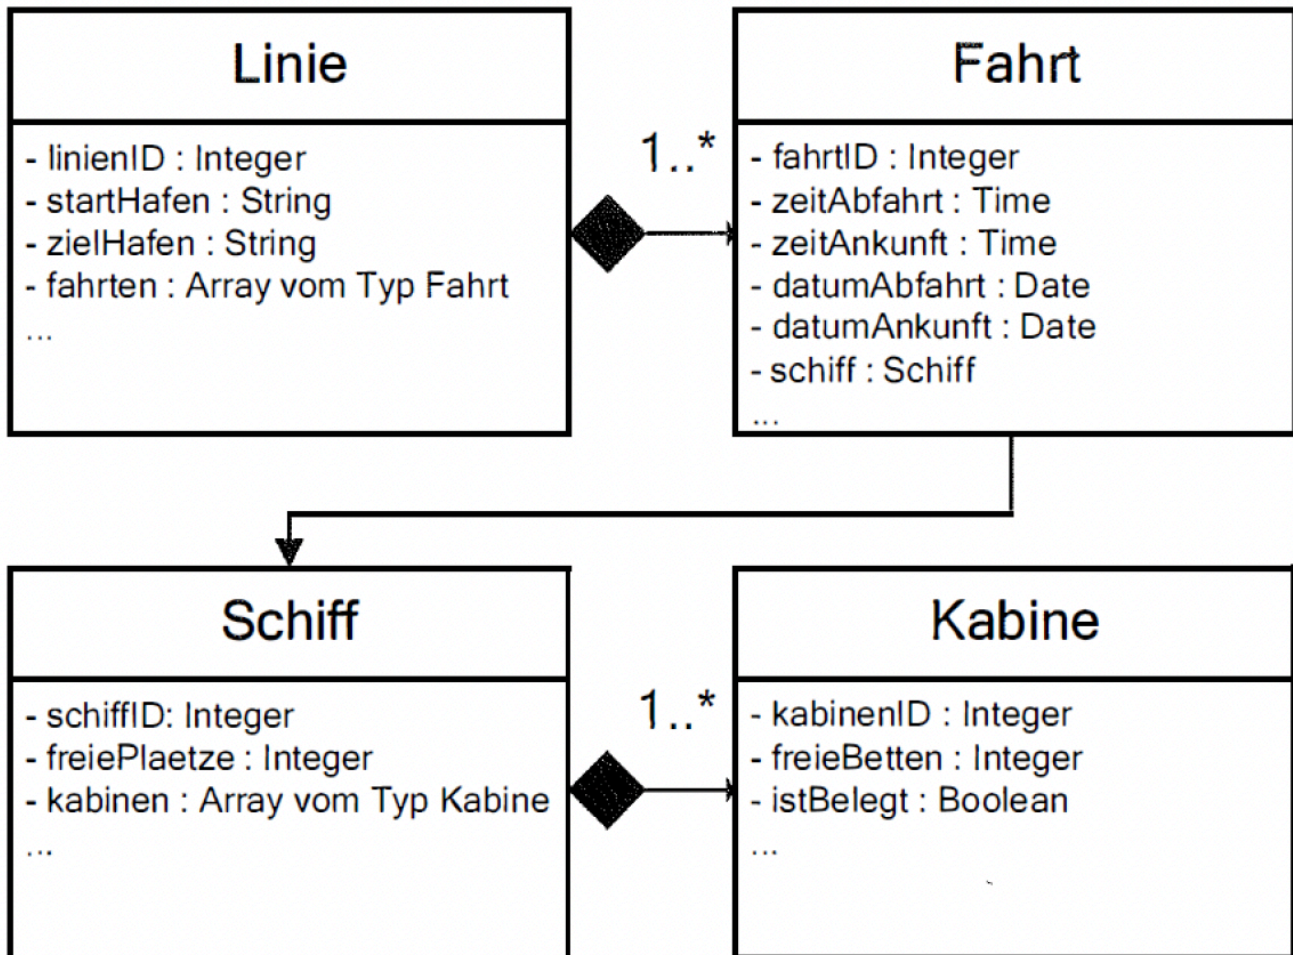 Linie
- linienID : Integer
- startHafen : String
- zielHafen : String
- fahrten : Array vom Typ Fahrt
...
1..*
Fahrt
- fahrtID : Integer
- zeitAbfahrt : Time
- zeitAnkunft : Time
- datumAbfahrt : Date
- datumAnkunft : Date
- schiff : Schiff
...
Schiff
- schiffID: Integer
- freiePlaetze : Integer
- kabinen : Array vom Typ Kabine
...
1..*
Kabine
- kabinenID : Integer
- freieBetten : Integer
- istBelegt : Boolean
...